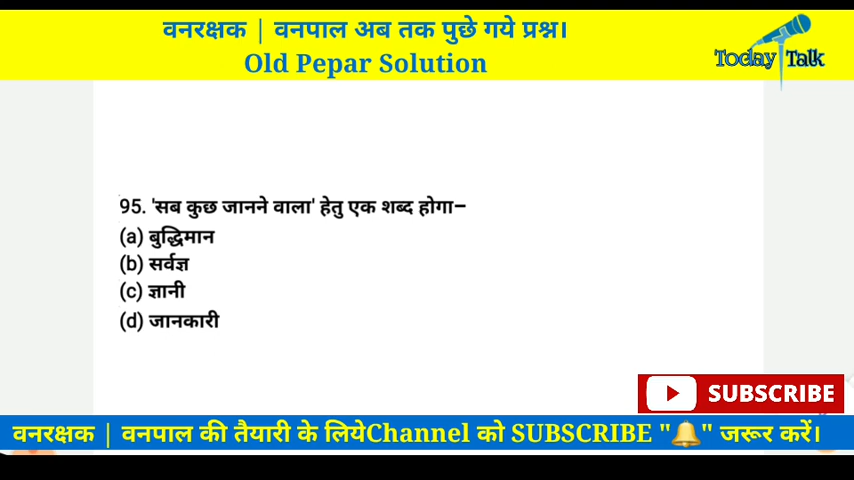 वनरक्षक | वनपाल अब तक पुछे गये प्रश्न।
Old Pepar Solution
Today Talk
95. 'सब कुछ जानने वाला' हेतु एक शब्द होगा–
(a) बुद्धिमान
(b) सर्वज्ञ
(c) ज्ञानी
(d) जानकारी
SUBSCRIBE
वनरक्षक | वनपाल की तैयारी के लियेChannel को SUBSCRIBE "🔔" जरूर करें।